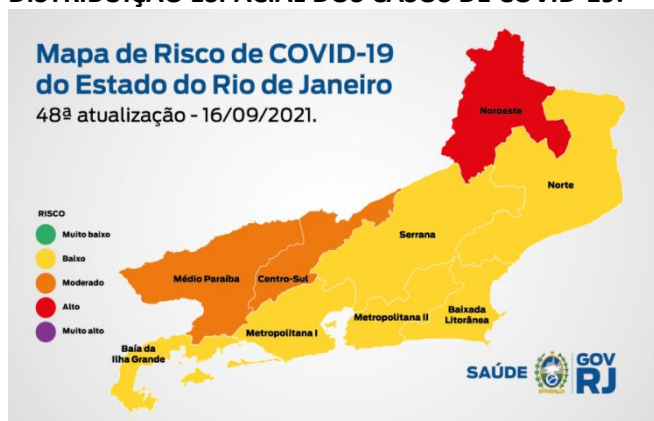 DISTRIBUIÇÃO ESPACIAL DOS CASOS DE COVID-19:
Mapa de Risco de COVID-19
do Estado do Rio de Janeiro
48ª atualização - 16/09/2021.
Noroeste
Norte
RISCO
Muito baixo
Baixo
Moderado
Alto
Muito alto
Serrana
Médio Paraíba
Centro-Sul
Baixada
Litorânea
Metropolitana II
Metropolitana I
Baía da
Ilha Grande
SAÚDE
GOV
RJ